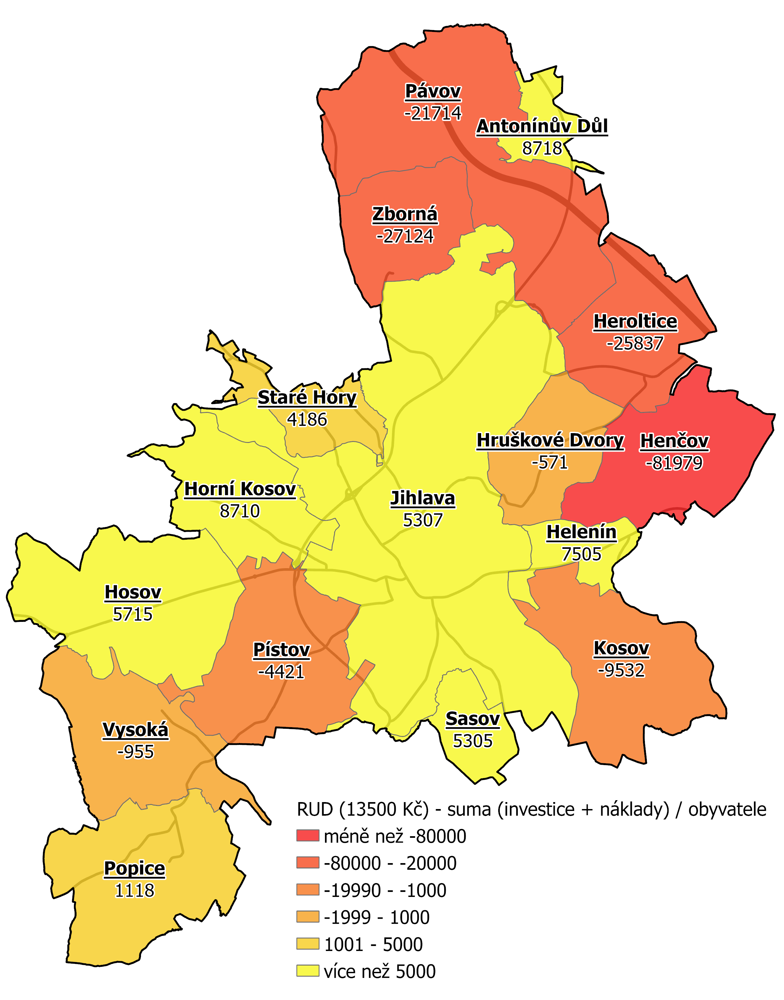 Pávov
-21714
Antonínův Důl
8718
Zborná
-27124
Heroltice
-25837
Staré Hory
4186
Hruškové Dvory
-571
Henčov
-81979
Horní Kosov
8710
Jihlava
5307
Helenín
7505
Hosov
5715
Pístov
-4421
Kosov
-9532
Vysoká
-955
Sasov
5305
Popice
1118
RUD (13500 Kč) - suma (investice + náklady) / obyvatele
méně než -80000
-80000 - -20000
-19990 - -1000
-1999 - 1000
1001 - 5000
více než 5000